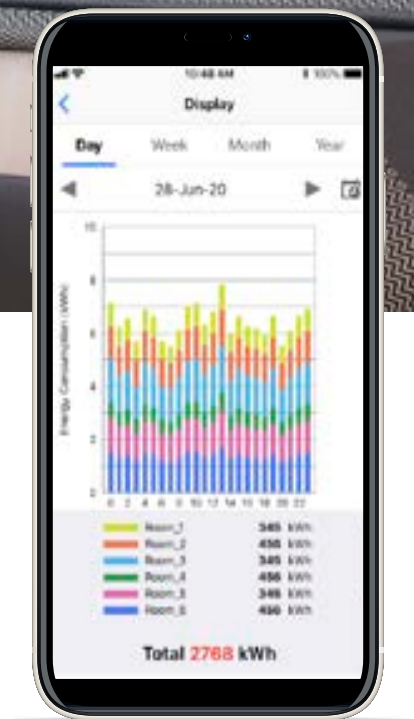 10:48 AM 100%
Display
Day Week Month Year
28-Jun-20
Energy Consumption (kWh)
10
8
6
4
2
0
0 2 4 6 8 10 12 14 16 18 20 22
Room_1 345 kWh
Room_2 456 kWh
Room_3 345 kWh
Room_4 456 kWh
Room_5 345 kWh
Room_6 456 kWh
Total 2768 kWh